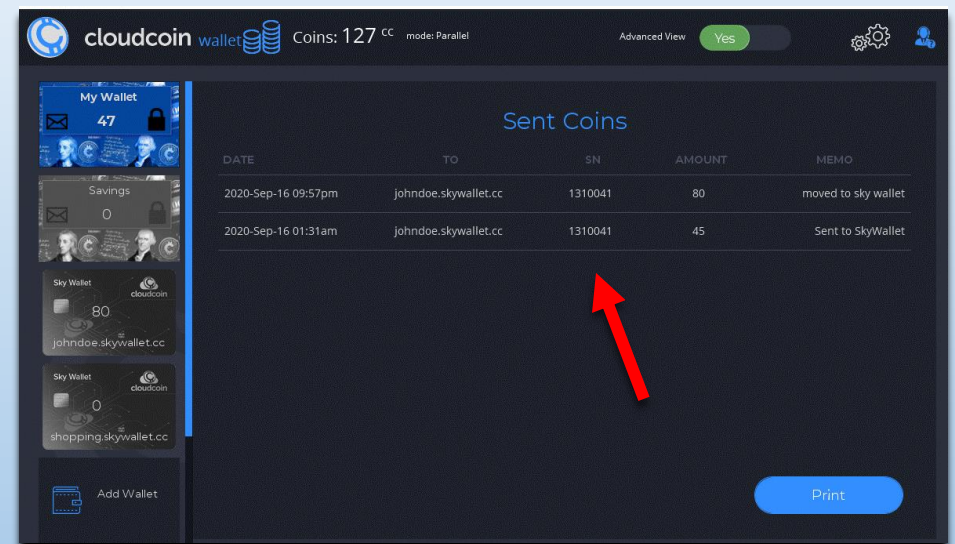 cloudcoin wallet Coins: 127 CC mode: Parallel Advanced View Yes
My Wallet
47
Savings
0
Sky Wallet
cloudcoin
80
johndoe.skywallet.cc
Sky Wallet
cloudcoin
0
shopping.skywallet.cc
Add Wallet
Sent Coins
DATE TO SN AMOUNT MEMO
2020-Sep-16 09:57pm johndoe.skywallet.cc 1310041 80 moved to sky wallet
2020-Sep-16 01:31am johndoe.skywallet.cc 1310041 45 Sent to SkyWallet
Print